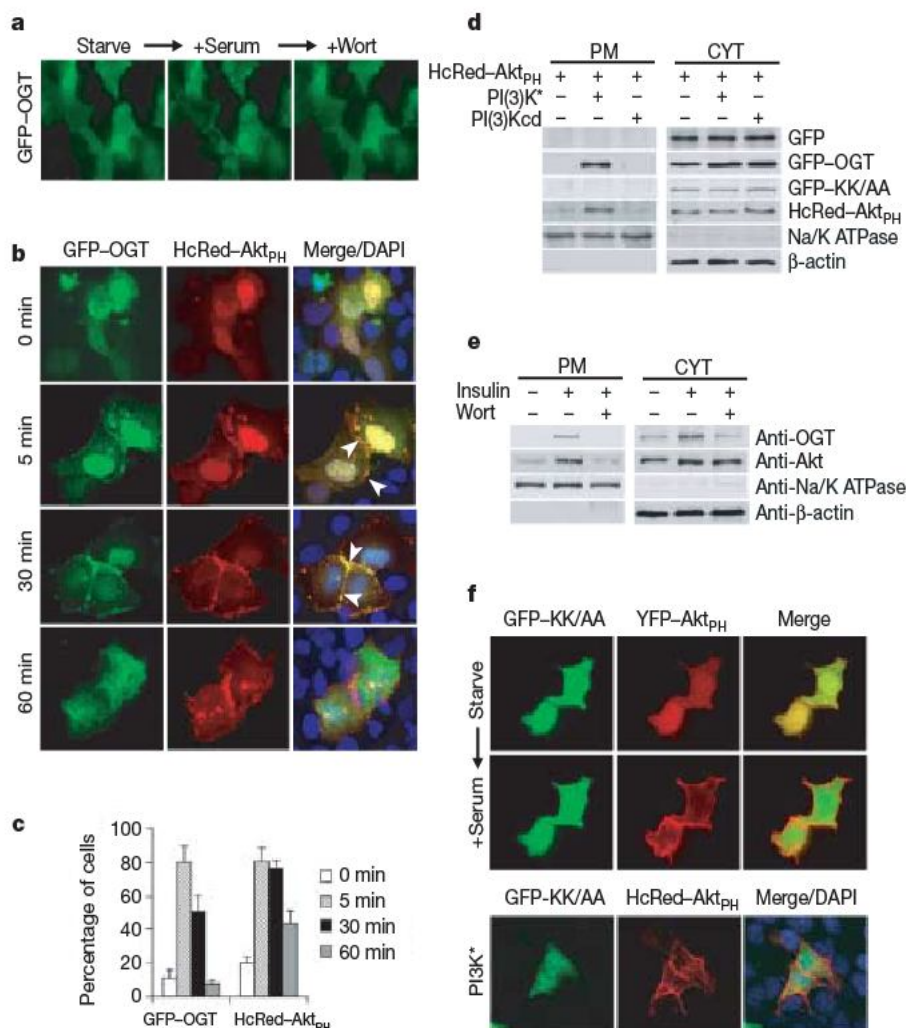 a
Starve → +Serum → +Wort
GFP–OGT
b
GFP–OGT HcRed–AktPH Merge/DAPI
0 min
5 min
30 min
60 min
c
Percentage of cells
100
80
60
40
20
0
0 min
5 min
30 min
60 min
GFP–OGT HcRed–AktPH
d
PM CYT
HcRed–AktPH + + + + + +
PI(3)K* – + – – + –
PI(3)Kcd – – + – – +
GFP
GFP–OGT
GFP–KK/AA
HcRed–AktPH
Na/K ATPase
β-actin
e
PM CYT
Insulin – + + – + +
Wort – – + – – +
Anti-OGT
Anti-Akt
Anti-Na/K ATPase
Anti-β-actin
f
GFP–KK/AA YFP–AktPH Merge
Starve
+Serum
GFP-KK/AA HcRed–AktPH Merge/DAPI
PI3K*